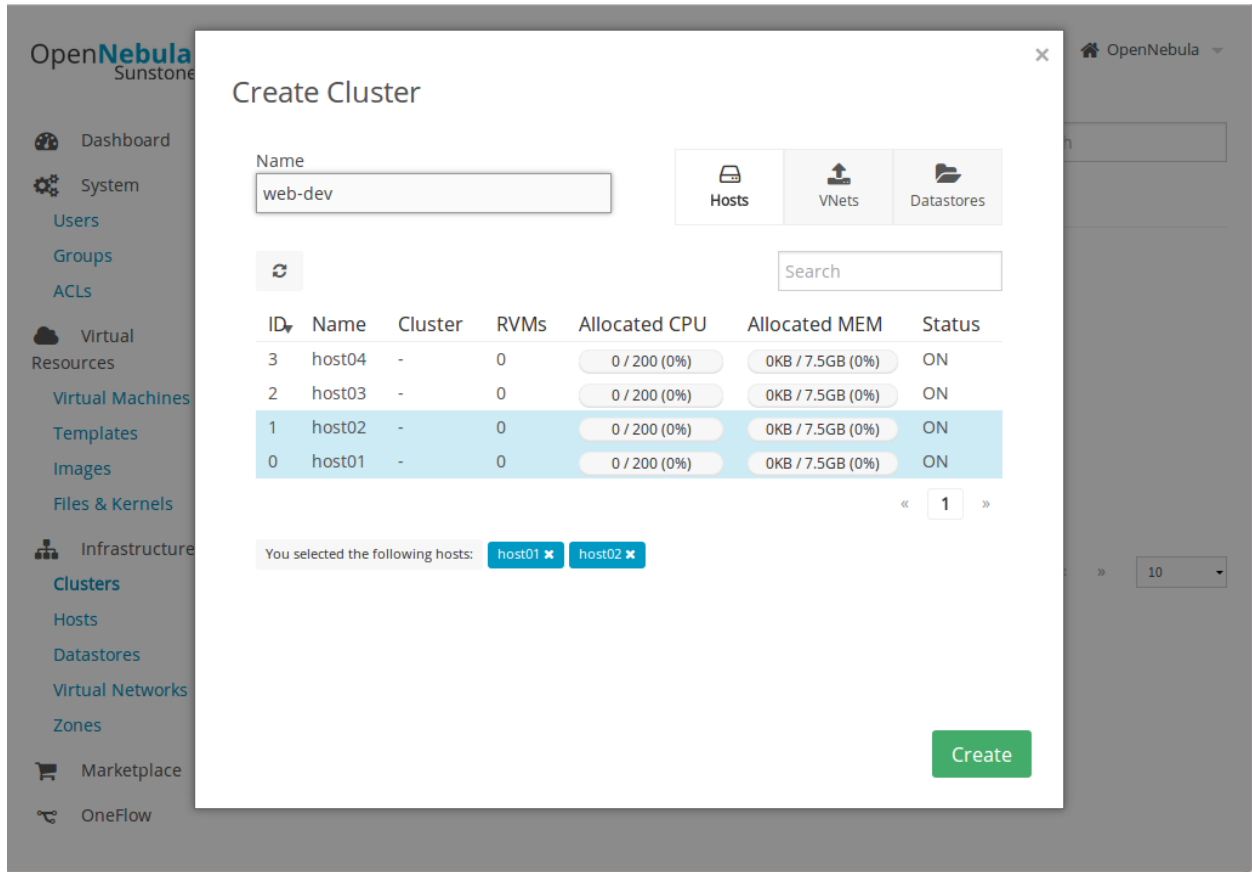 OpenNebula
Sunstone
OpenNebula
×
Create Cluster
Dashboard
System
Users
Groups
ACLs
Virtual
Resources
Virtual Machines
Templates
Images
Files & Kernels
Infrastructure
Clusters
Hosts
Datastores
Virtual Networks
Zones
Marketplace
OneFlow
Name
web-dev
Hosts VNets Datastores
Search
ID Name Cluster RVMs Allocated CPU Allocated MEM Status
3 host04 - 0 0 / 200 (0%) 0KB / 7.5GB (0%) ON
2 host03 - 0 0 / 200 (0%) 0KB / 7.5GB (0%) ON
1 host02 - 0 0 / 200 (0%) 0KB / 7.5GB (0%) ON
0 host01 - 0 0 / 200 (0%) 0KB / 7.5GB (0%) ON
« 1 »
You selected the following hosts: host01 × host02 ×
» 10
Create